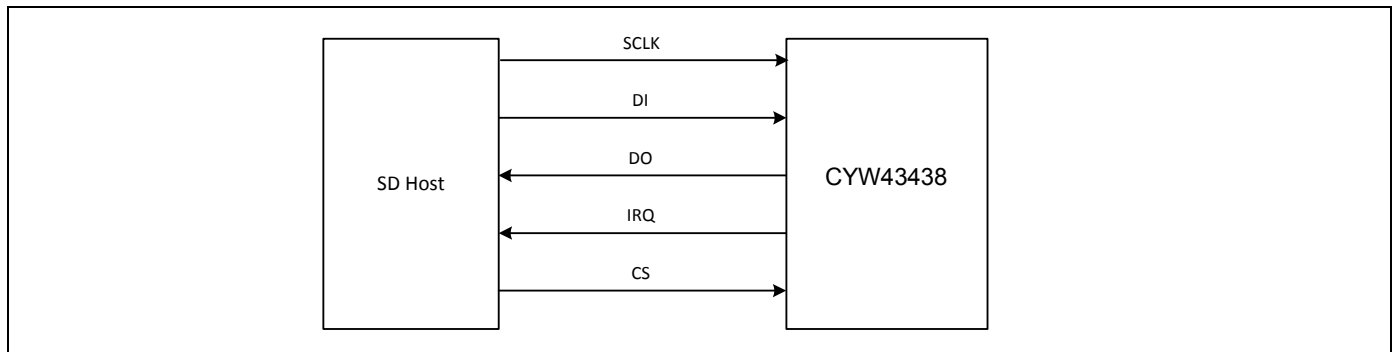 SCLK
DI
DO
SD Host
CYW43438
IRQ
CS